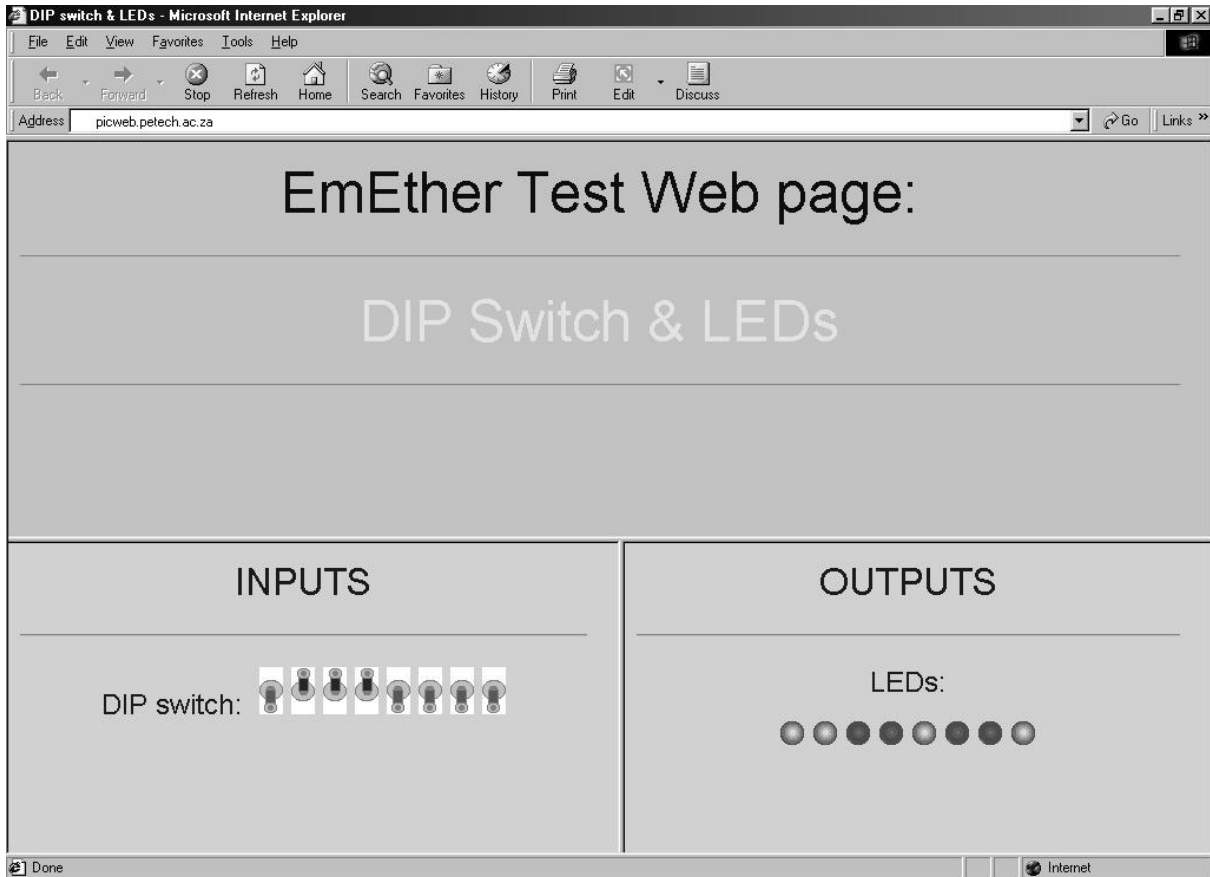 DIP switch & LEDs - Microsoft Internet Explorer
File Edit View Favorites Tools Help
Back Forward Stop Refresh Home Search Favorites History Print Edit Discuss
Address picweb.petech.ac.za Go Links »
EmEther Test Web page:
DIP Switch & LEDs
INPUTS
DIP switch:
OUTPUTS
LEDs:
Done Internet